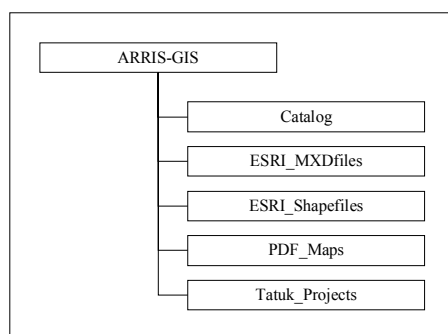 ARRIS-GIS
Catalog
ESRI_MXDfiles
ESRI_Shapefiles
PDF_Maps
Tatuk_Projects